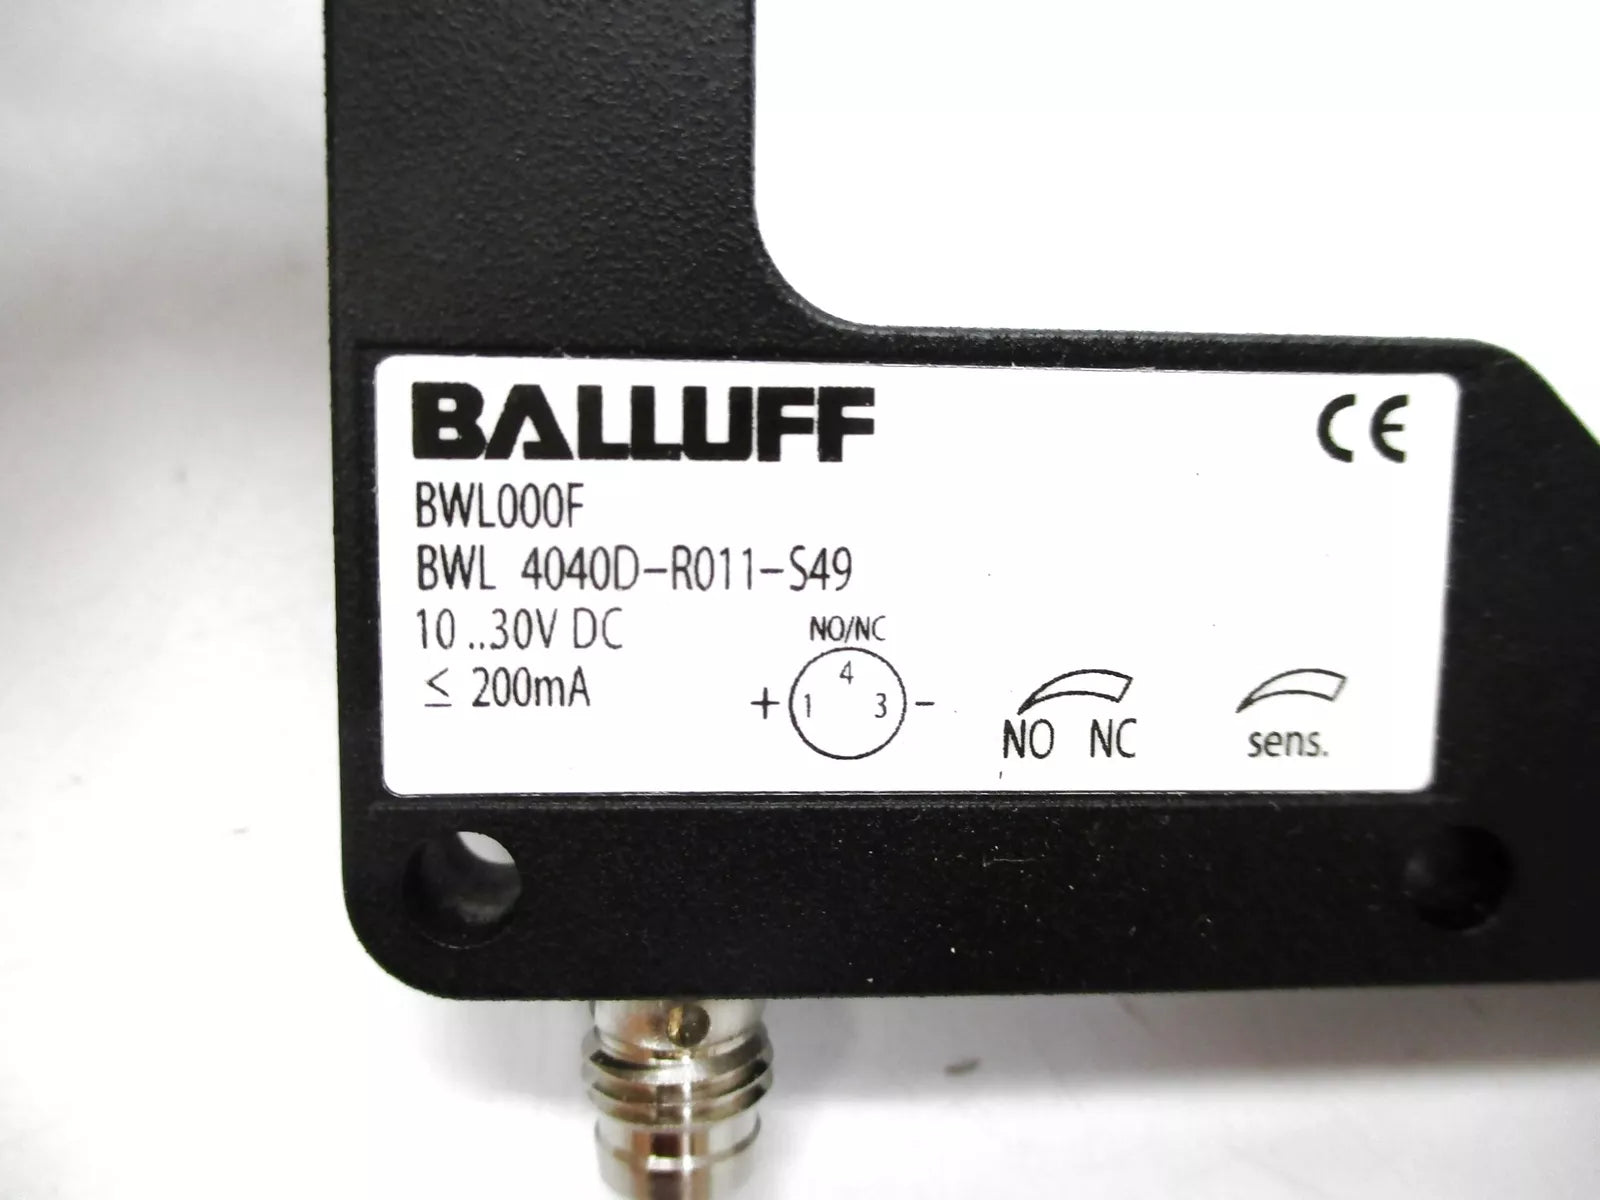 BALLUFF CE
BWL000F
BWL 4040D-R011-S49
10..30V DC NO/NC
≤ 200mA + 1 4 3 -
NO NC sens.